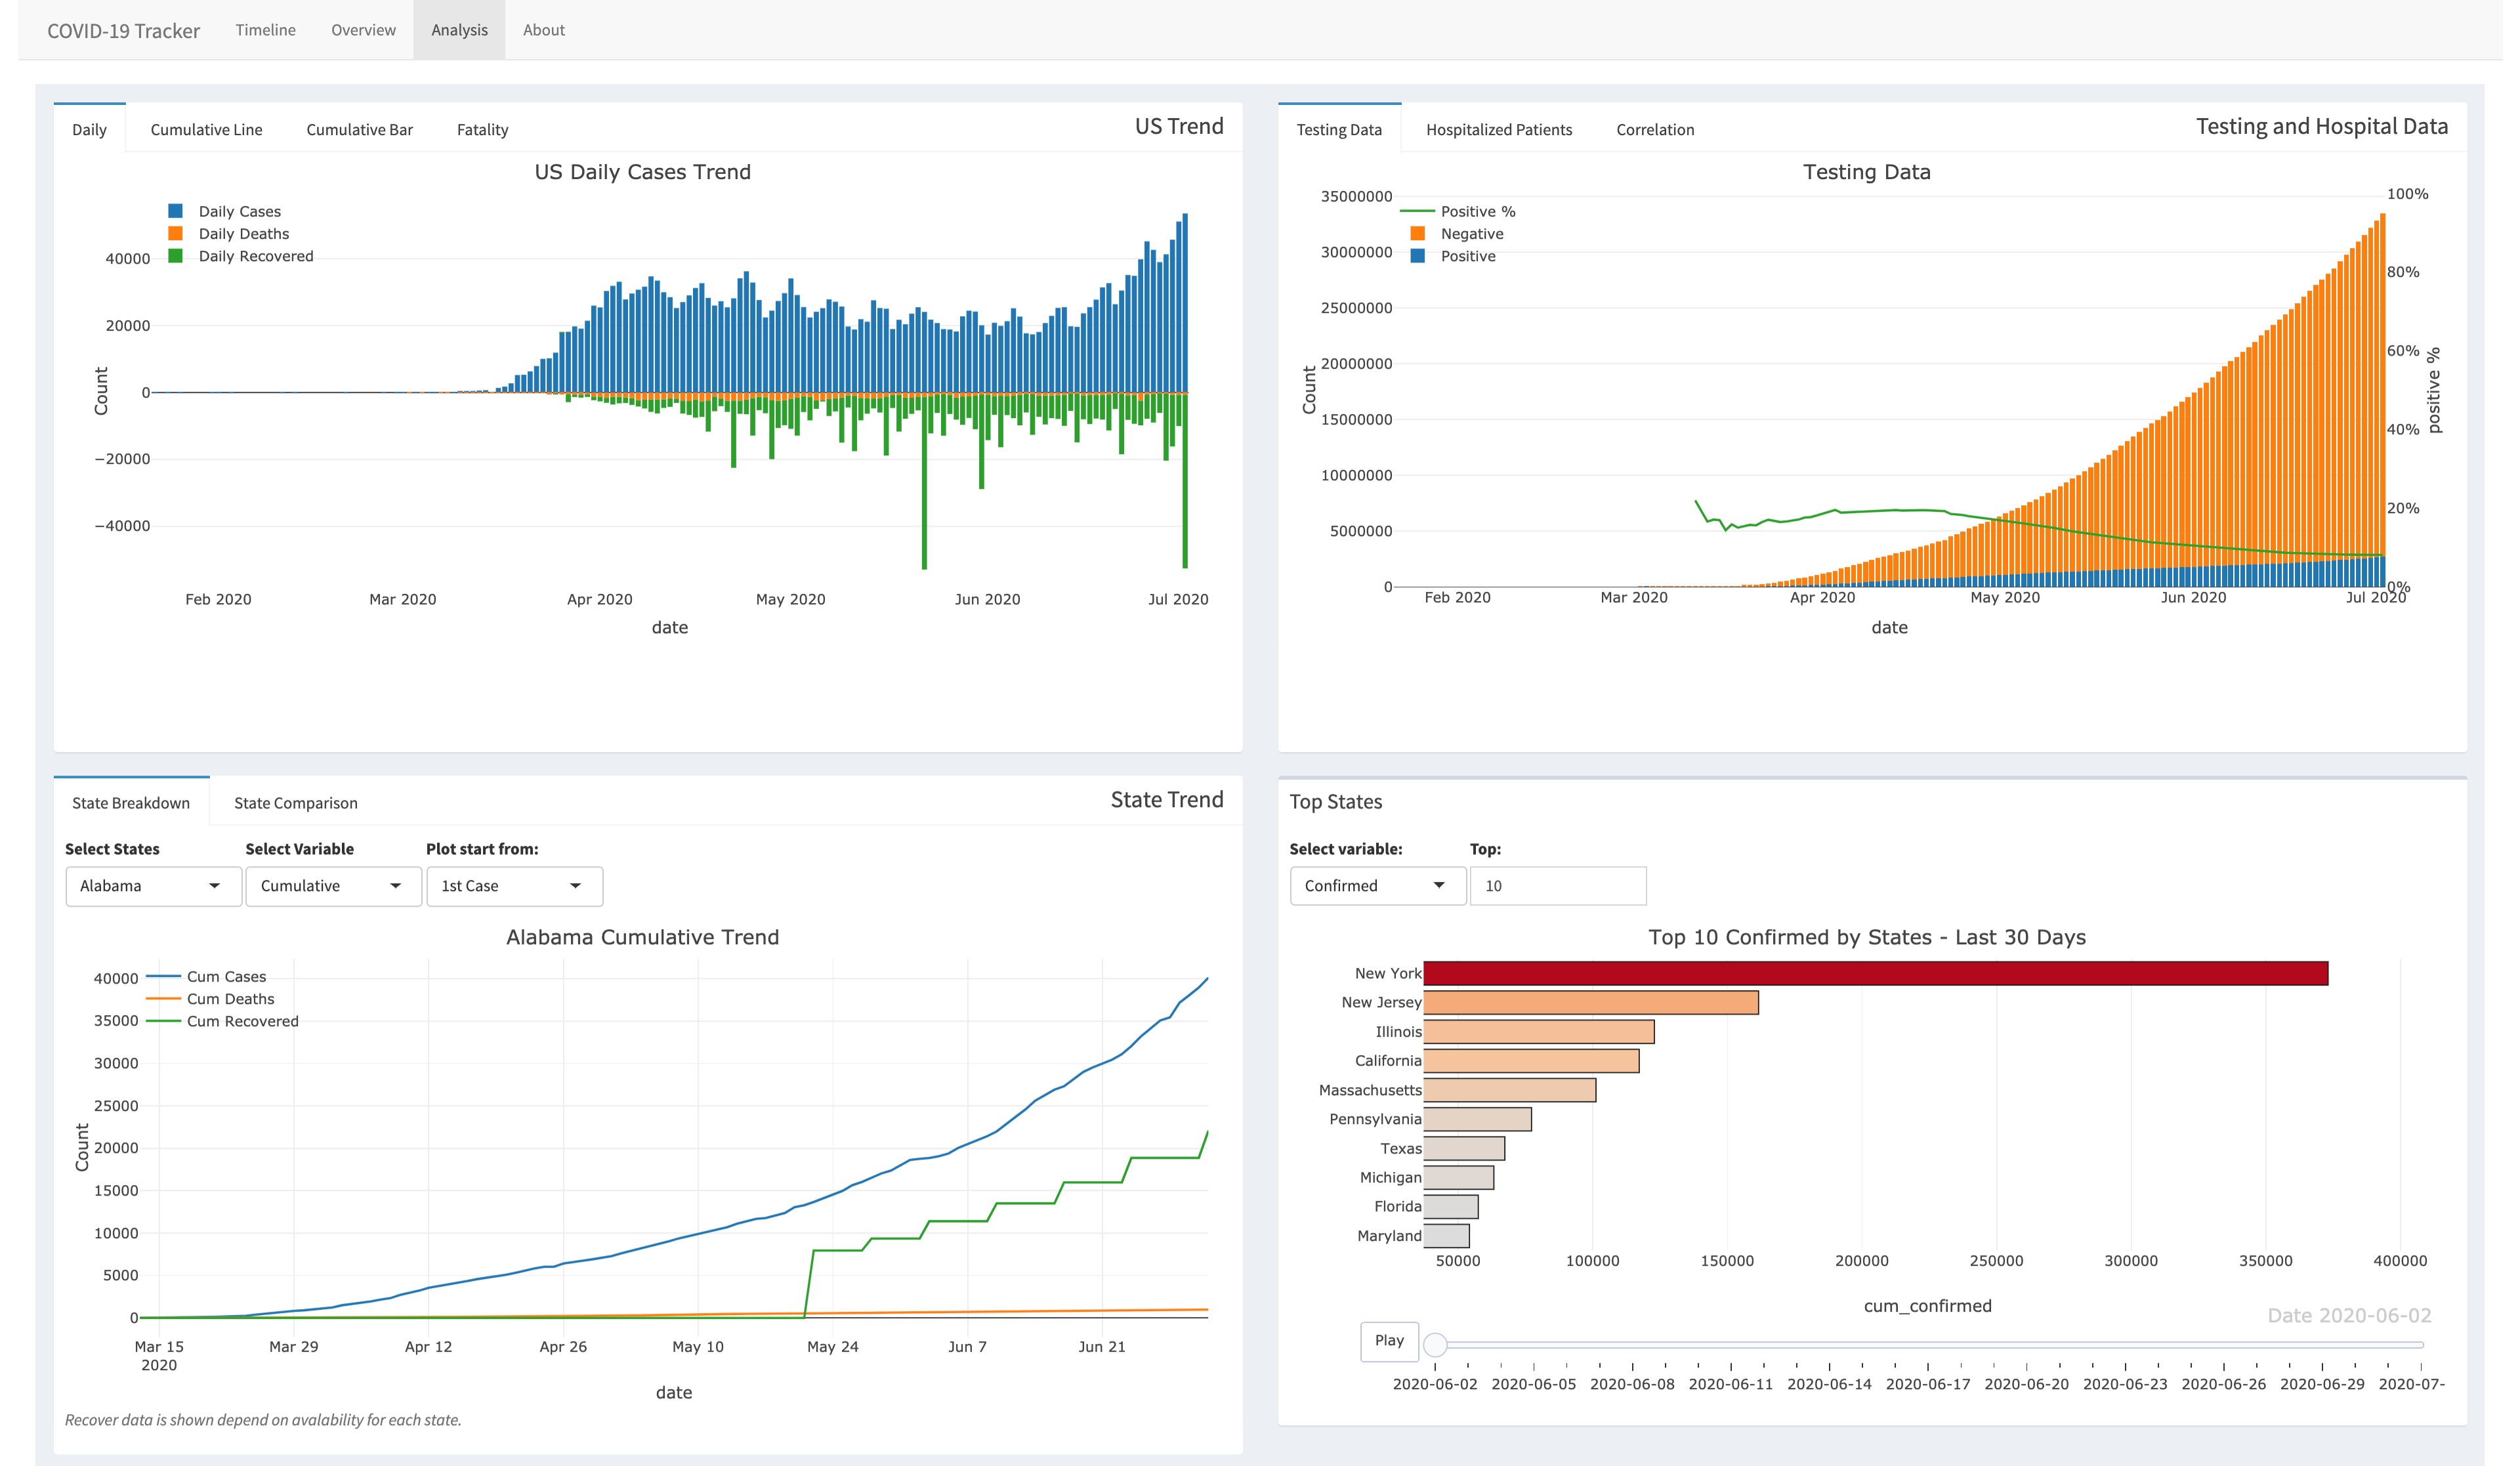 COVID-19 Tracker Timeline Overview Analysis About
Daily Cumulative Line Cumulative Bar Fatality US Trend
US Daily Cases Trend
Daily Cases
Daily Deaths
Daily Recovered
40000
20000
0
−20000
−40000
Count
Feb 2020 Mar 2020 Apr 2020 May 2020 Jun 2020 Jul 2020
date
Testing Data Hospitalized Patients Correlation Testing and Hospital Data
Testing Data
Positive %
Negative
Positive
35000000
30000000
25000000
20000000
15000000
10000000
5000000
0
Count
100%
80%
60%
40%
20%
0%
positive %
Feb 2020 Mar 2020 Apr 2020 May 2020 Jun 2020 Jul 2020
date
State Breakdown State Comparison State Trend
Select States Select Variable Plot start from:
Alabama Cumulative 1st Case
Alabama Cumulative Trend
Cum Cases
Cum Deaths
Cum Recovered
40000
35000
30000
25000
20000
15000
10000
5000
0
Count
Mar 15 Mar 29 Apr 12 Apr 26 May 10 May 24 Jun 7 Jun 21
2020
date
Recover data is shown depend on avalability for each state.
Top States
Select variable: Top:
Confirmed 10
Top 10 Confirmed by States - Last 30 Days
New York
New Jersey
Illinois
California
Massachusetts
Pennsylvania
Texas
Michigan
Florida
Maryland
50000 100000 150000 200000 250000 300000 350000 400000
cum_confirmed
Date 2020-06-02
Play
2020-06-02 2020-06-05 2020-06-08 2020-06-11 2020-06-14 2020-06-17 2020-06-20 2020-06-23 2020-06-26 2020-06-29 2020-07-